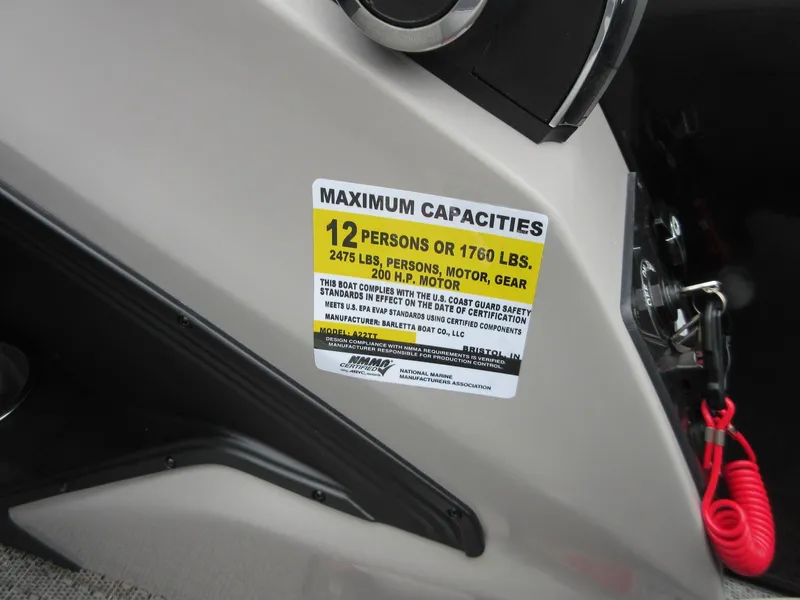 MAXIMUM CAPACITIES
12 PERSONS OR 1760 LBS.
2475 LBS, PERSONS, MOTOR, GEAR
200 H.P. MOTOR
THIS BOAT COMPLIES WITH THE U.S. COAST GUARD SAFETY
STANDARDS IN EFFECT ON THE DATE OF CERTIFICATION
MEETS U.S. EPA EVAP STANDARDS USING CERTIFIED COMPONENTS
MANUFACTURER: BARLETTA BOAT CO., LLC
MODEL: A22TT BRISTOL, IN
DESIGN COMPLIANCE WITH NMMA REQUIREMENTS IS VERIFIED.
MANUFACTURER RESPONSIBLE FOR PRODUCTION CONTROL.
NMMA
CERTIFIED
NATIONAL MARINE
MANUFACTURERS ASSOCIATION